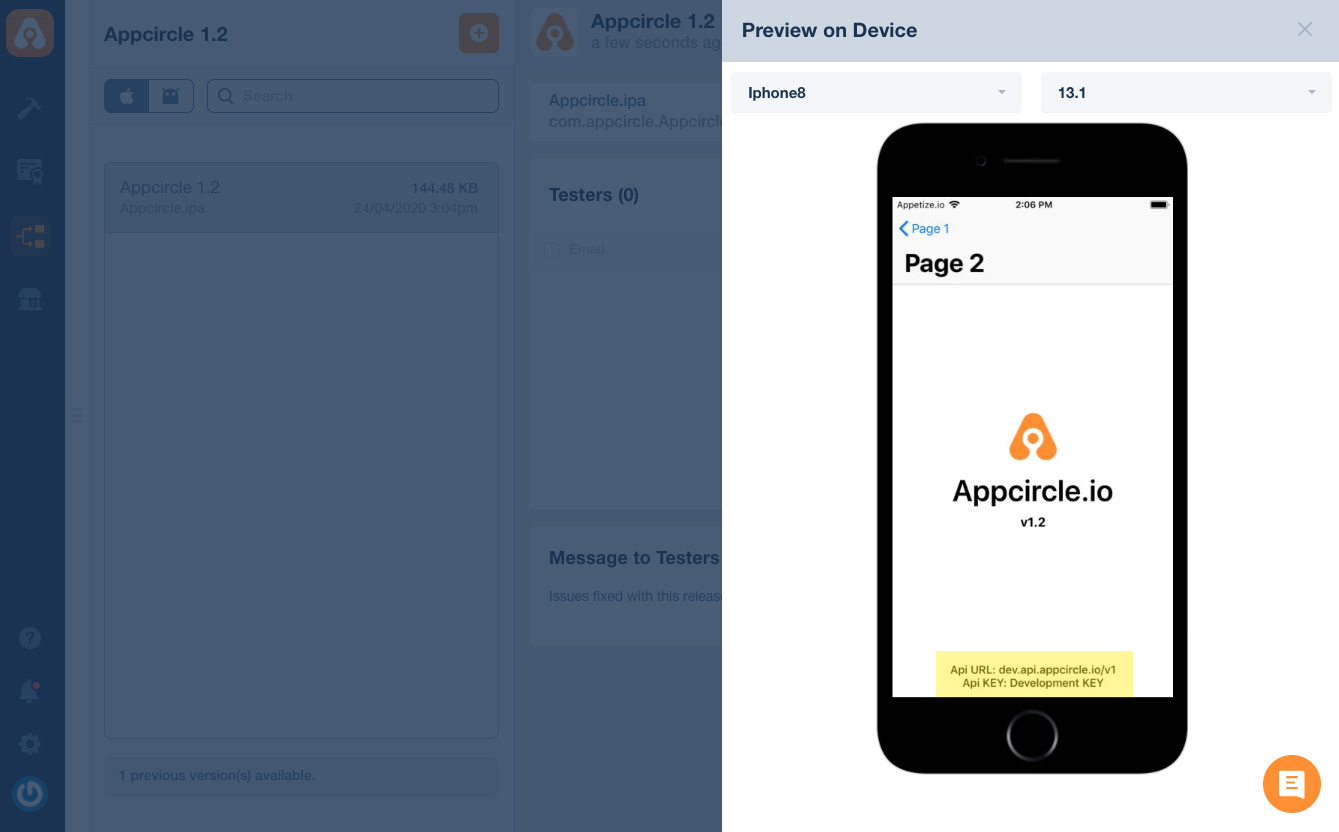 Appcircle 1.2
Search
Appcircle 1.2
144.48 KB
Appcircle.ipa
24/04/2020 3:04pm
1 previous version(s) available.
Appcircle 1.2
a few seconds ag
Appcircle.ipa
com.appcircle.Appcircle
Testers (0)
Email
Message to Testers
Issues fixed with this release
Preview on Device
Iphone8
13.1
Appetize.io
2:06 PM
Page 1
Page 2
Appcircle.io
v1.2
Api URL: dev.api.appcircle.io/v1
Api KEY: Development KEY